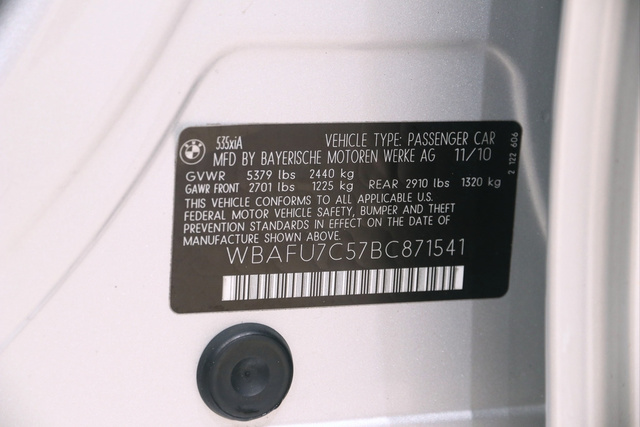 535xiA VEHICLE TYPE: PASSENGER CAR
MFD BY BAYERISCHE MOTOREN WERKE AG 11/10
GVWR 5379 lbs 2440 kg
GAWR FRONT 2701 lbs 1225 kg REAR 2910 lbs 1320 kg
THIS VEHICLE CONFORMS TO ALL APPLICABLE U.S.
FEDERAL MOTOR VEHICLE SAFETY, BUMPER AND THEFT
PREVENTION STANDARDS IN EFFECT ON THE DATE OF
MANUFACTURE SHOWN ABOVE.
WBAFU7C57BC871541
2 122 606